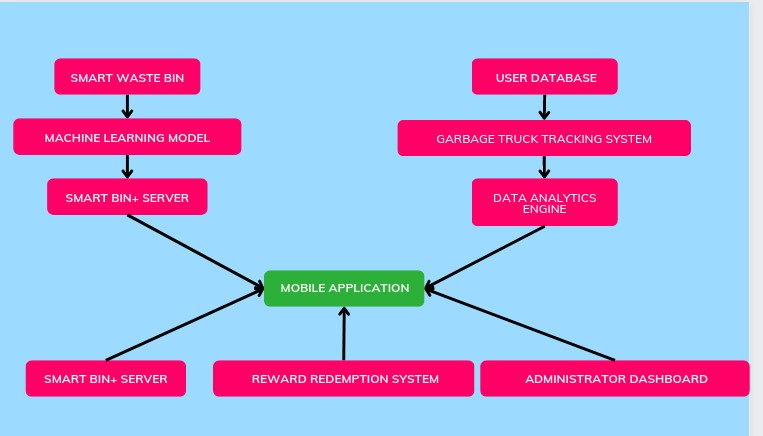 SMART WASTE BIN
USER DATABASE
MACHINE LEARNING MODEL
GARBAGE TRUCK TRACKING SYSTEM
SMART BIN+ SERVER
DATA ANALYTICS
ENGINE
MOBILE APPLICATION
SMART BIN+ SERVER
REWARD REDEMPTION SYSTEM
ADMINISTRATOR DASHBOARD